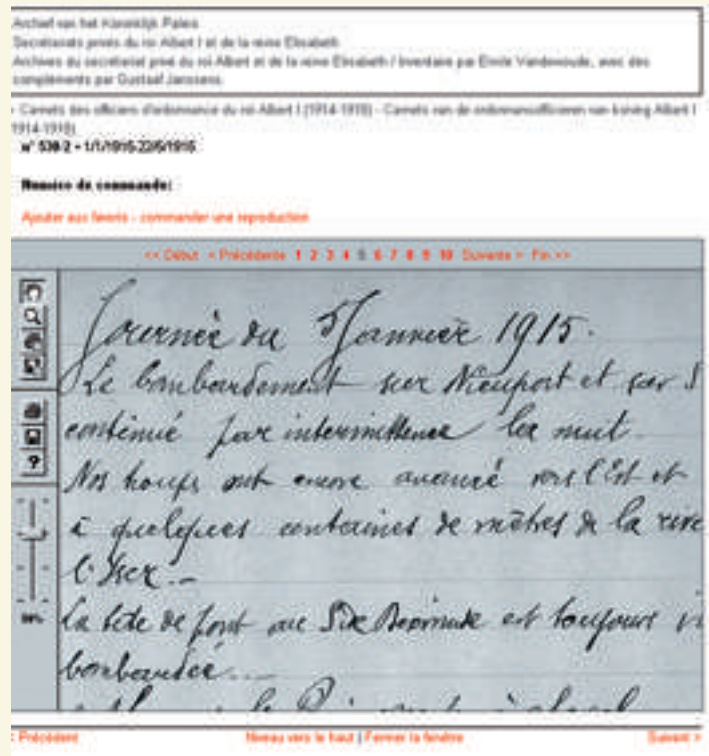 Archief van het Koninklijk Paleis
Secrétariats privés du roi Albert I et de la reine Elisabeth
Archives du secrétariat privé du roi Albert et de la reine Elisabeth / Inventaire par Emile Vandewoude, avec des
compléments par Gustaaf Janssens
Carnets des officiers d'ordonnance du roi Albert I (1914-1918) - Carnets van de ordonnansofficieren van koning Albert I
1914-1918)
n° 538/2 - 1/1/1915-22/6/1915
Numéro de commande:
Ajouter aux favoris - commander une reproduction
<< Début < Précédente 1 2 3 4 5 6 7 8 9 10 Suivante > Fin >>
Journée du 5 Janvier 1915.
Le bonbardement sur Nieuport et sur
continué par intermittence la nuit.
Nos troupes ont encore avancé vers l'Est et
à quelques centaines de mètres de la rive
l'Yser.-
La tête de pont de Dixmude est toujours
bonbardée.
?
< Précédent
Niveau vers le haut | Fermer la fenêtre
Suivant >